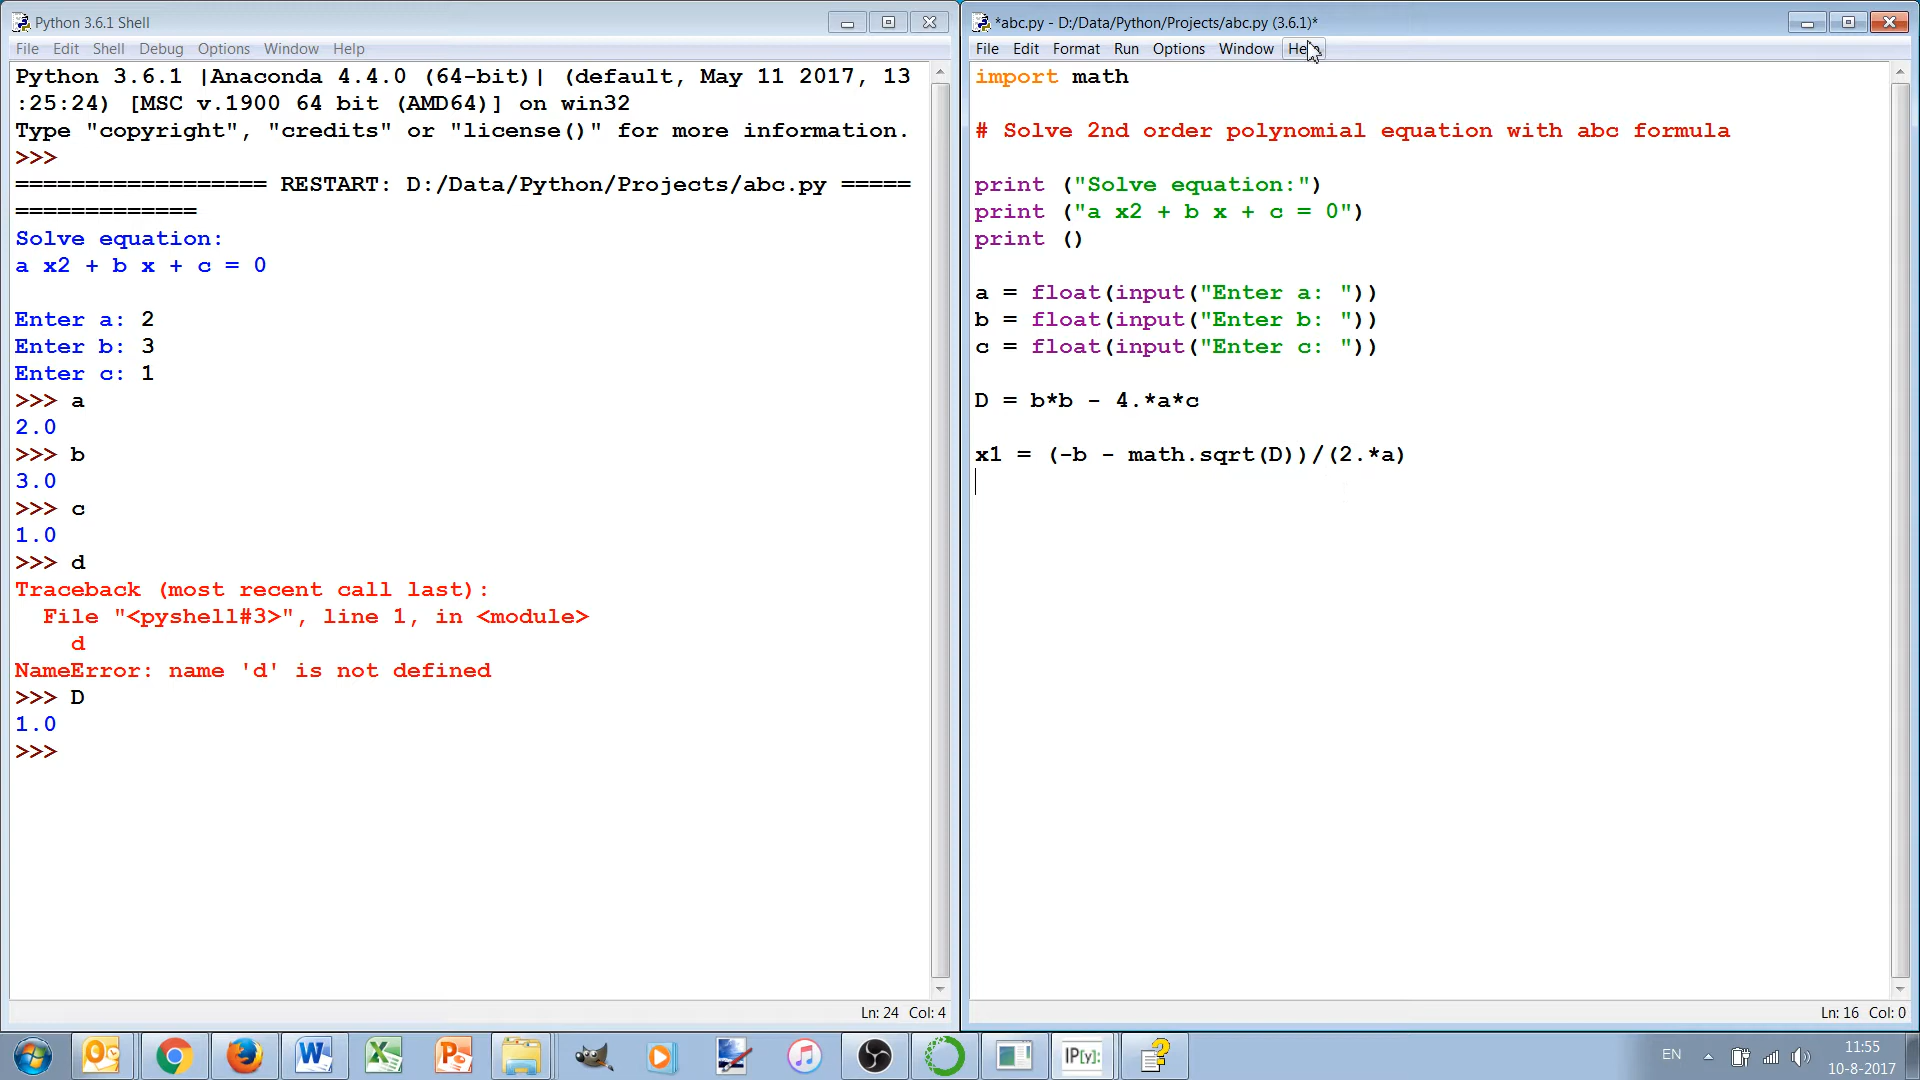 Python 3.6.1 Shell
File Edit Shell Debug Options Window Help
Python 3.6.1 |Anaconda 4.4.0 (64-bit)| (default, May 11 2017, 13
:25:24) [MSC v.1900 64 bit (AMD64)] on win32
Type "copyright", "credits" or "license()" for more information.
>>>
================== RESTART: D:/Data/Python/Projects/abc.py =====
=============
Solve equation:
a x2 + b x + c = 0
Enter a: 2
Enter b: 3
Enter c: 1
>>> a
2.0
>>> b
3.0
>>> c
1.0
>>> d
Traceback (most recent call last):
  File "<pyshell#3>", line 1, in <module>
    d
NameError: name 'd' is not defined
>>> D
1.0
>>>
Ln: 24 Col: 4
*abc.py - D:/Data/Python/Projects/abc.py (3.6.1)*
File Edit Format Run Options Window Help
import math
# Solve 2nd order polynomial equation with abc formula
print ("Solve equation:")
print ("a x2 + b x + c = 0")
print ()
a = float(input("Enter a: "))
b = float(input("Enter b: "))
c = float(input("Enter c: "))
D = b*b - 4.*a*c
x1 = (-b - math.sqrt(D))/(2.*a)
Ln: 16 Col: 0
IP[y]:
EN
11:55
10-8-2017